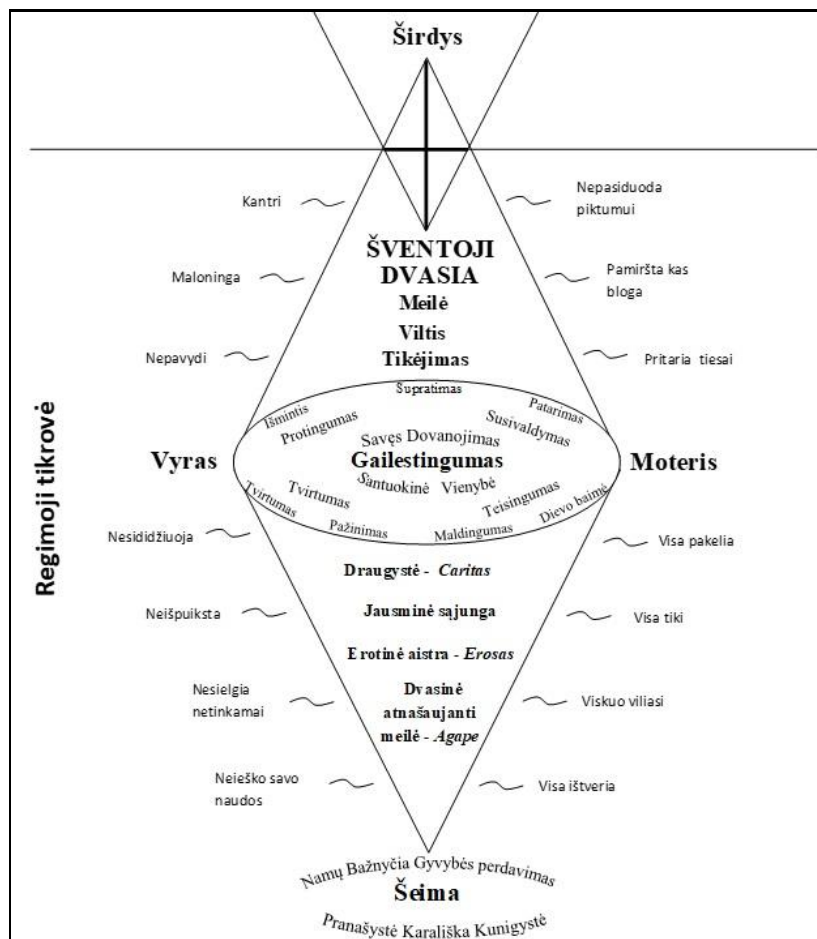 Širdys
Kantri
Nepasiduoda
piktumui
ŠVENTOJI
DVASIA
Maloninga
Pamiršta kas
bloga
Meilė
Viltis
Tikėjimas
Nepavydi
Pritaria tiesai
Supratimas
Išmintis
Patarimas
Protingumas
Susivaldymas
Savęs Dovanojimas
Vyras
Gailestingumas
Moteris
Santuokinė Vienybė
Tvirtumas
Tvirtumas
Teisingumas
Dievo baimė
Pažinimas
Maldingumas
Regimoji tikrovė
Nesididžiuoja
Visa pakelia
Draugystė - Caritas
Neišpuiksta
Jausminė sąjunga
Visa tiki
Erotinė aistra - Erosas
Nesielgia
netinkamai
Dvasinė
atnašaujanti
meilė - Agape
Viskuo viliasi
Neieško savo
naudos
Visa ištveria
Namų Bažnyčia Gyvybės perdavimas
Šeima
Pranašystė Karališka Kunigystė